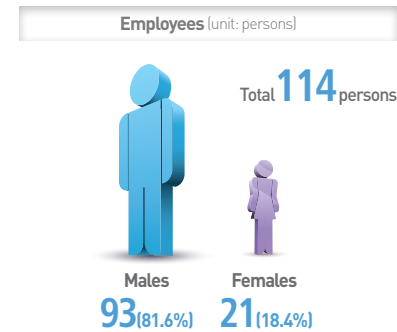 Employees (unit: persons)
Total 114 persons
Males Females
93(81.6%) 21(18.4%)